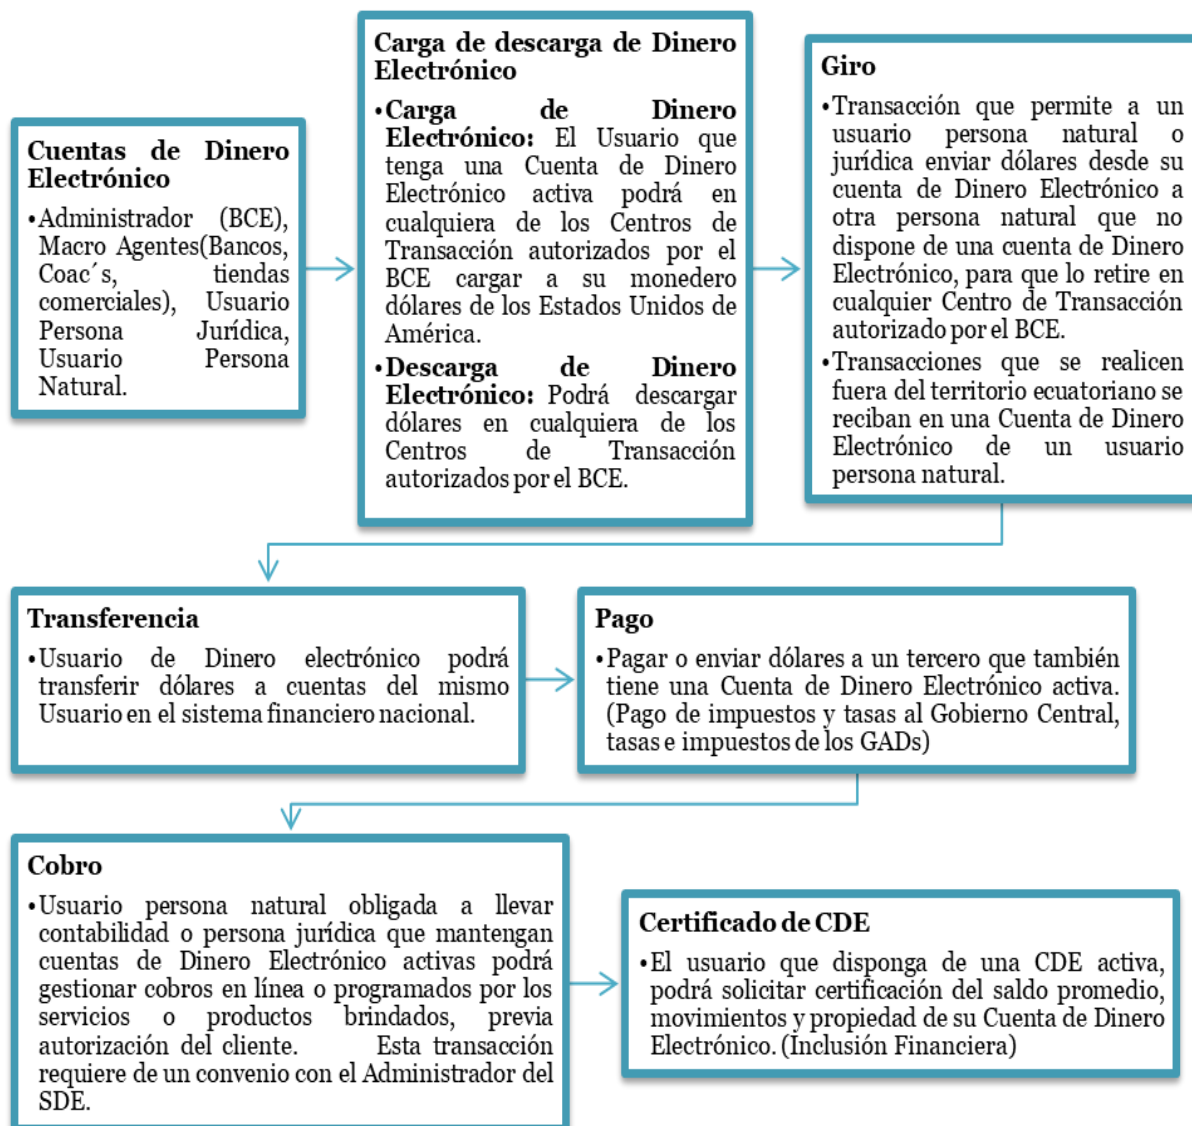 Cuentas de Dinero
Electrónico
•Administrador (BCE),
Macro Agentes(Bancos,
Coac´s, tiendas
comerciales), Usuario
Persona Jurídica,
Usuario Persona
Natural.
Carga de descarga de Dinero
Electrónico
•Carga de Dinero
Electrónico: El Usuario que
tenga una Cuenta de Dinero
Electrónico activa podrá en
cualquiera de los Centros de
Transacción autorizados por el
BCE cargar a su monedero
dólares de los Estados Unidos de
América.
•Descarga de Dinero
Electrónico: Podrá descargar
dólares en cualquiera de los
Centros de Transacción
autorizados por el BCE.
Giro
•Transacción que permite a un
usuario persona natural o
jurídica enviar dólares desde su
cuenta de Dinero Electrónico a
otra persona natural que no
dispone de una cuenta de Dinero
Electrónico, para que lo retire en
cualquier Centro de Transacción
autorizado por el BCE.
•Transacciones que se realicen
fuera del territorio ecuatoriano se
reciban en una Cuenta de Dinero
Electrónico de un usuario
persona natural.
Transferencia
•Usuario de Dinero electrónico podrá
transferir dólares a cuentas del mismo
Usuario en el sistema financiero nacional.
Pago
•Pagar o enviar dólares a un tercero que también
tiene una Cuenta de Dinero Electrónico activa.
(Pago de impuestos y tasas al Gobierno Central,
tasas e impuestos de los GADs)
Cobro
•Usuario persona natural obligada a llevar
contabilidad o persona jurídica que mantengan
cuentas de Dinero Electrónico activas podrá
gestionar cobros en línea o programados por los
servicios o productos brindados, previa
autorización del cliente. Esta transacción
requiere de un convenio con el Administrador del
SDE.
Certificado de CDE
•El usuario que disponga de una CDE activa,
podrá solicitar certificación del saldo promedio,
movimientos y propiedad de su Cuenta de Dinero
Electrónico. (Inclusión Financiera)